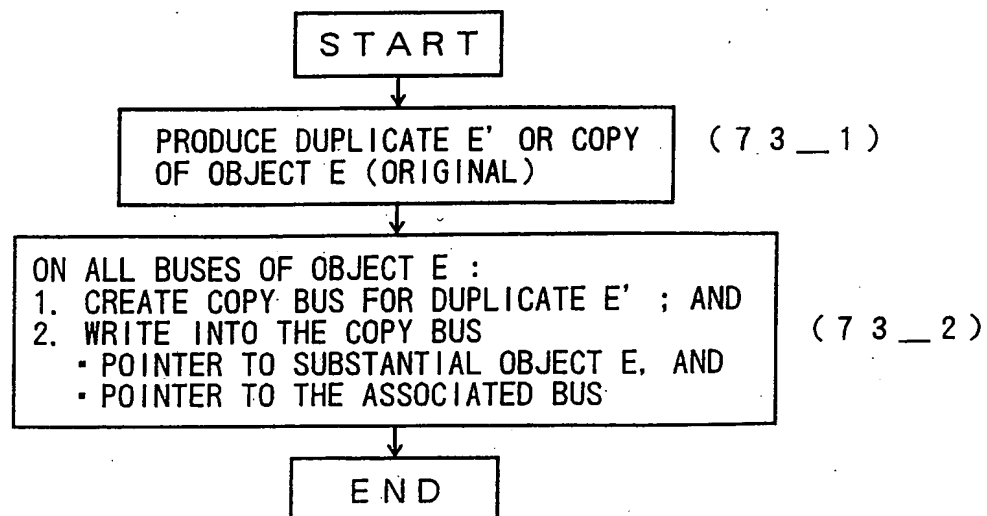 START
PRODUCE DUPLICATE E' OR COPY (73_1)
OF OBJECT E (ORIGINAL)
ON ALL BUSES OF OBJECT E :
1. CREATE COPY BUS FOR DUPLICATE E' ; AND
2. WRITE INTO THE COPY BUS (73_2)
▪ POINTER TO SUBSTANTIAL OBJECT E, AND
▪ POINTER TO THE ASSOCIATED BUS
END